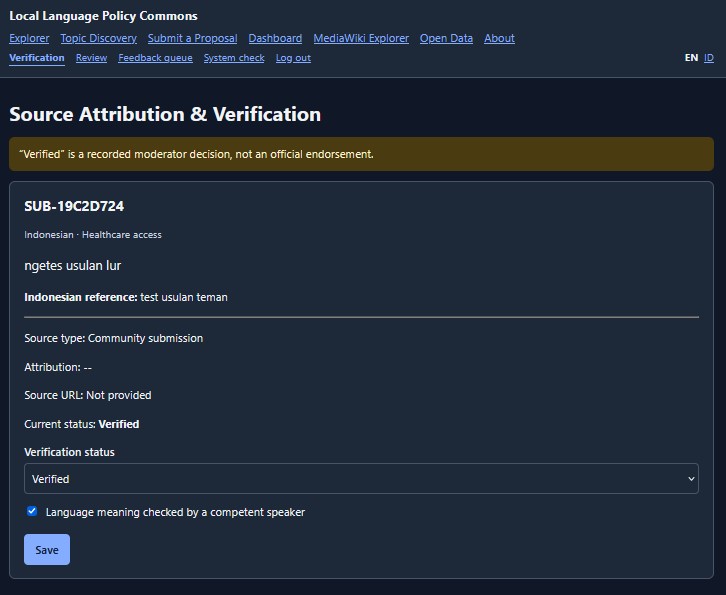 Local Language Policy Commons
Explorer Topic Discovery Submit a Proposal Dashboard MediaWiki Explorer Open Data About
Verification Review Feedback queue System check Log out EN ID
Source Attribution & Verification
“Verified” is a recorded moderator decision, not an official endorsement.
SUB-19C2D724
Indonesian · Healthcare access
ngetes usulan lur
Indonesian reference: test usulan teman
Source type: Community submission
Attribution: --
Source URL: Not provided
Current status: Verified
Verification status
Verified
Language meaning checked by a competent speaker
Save